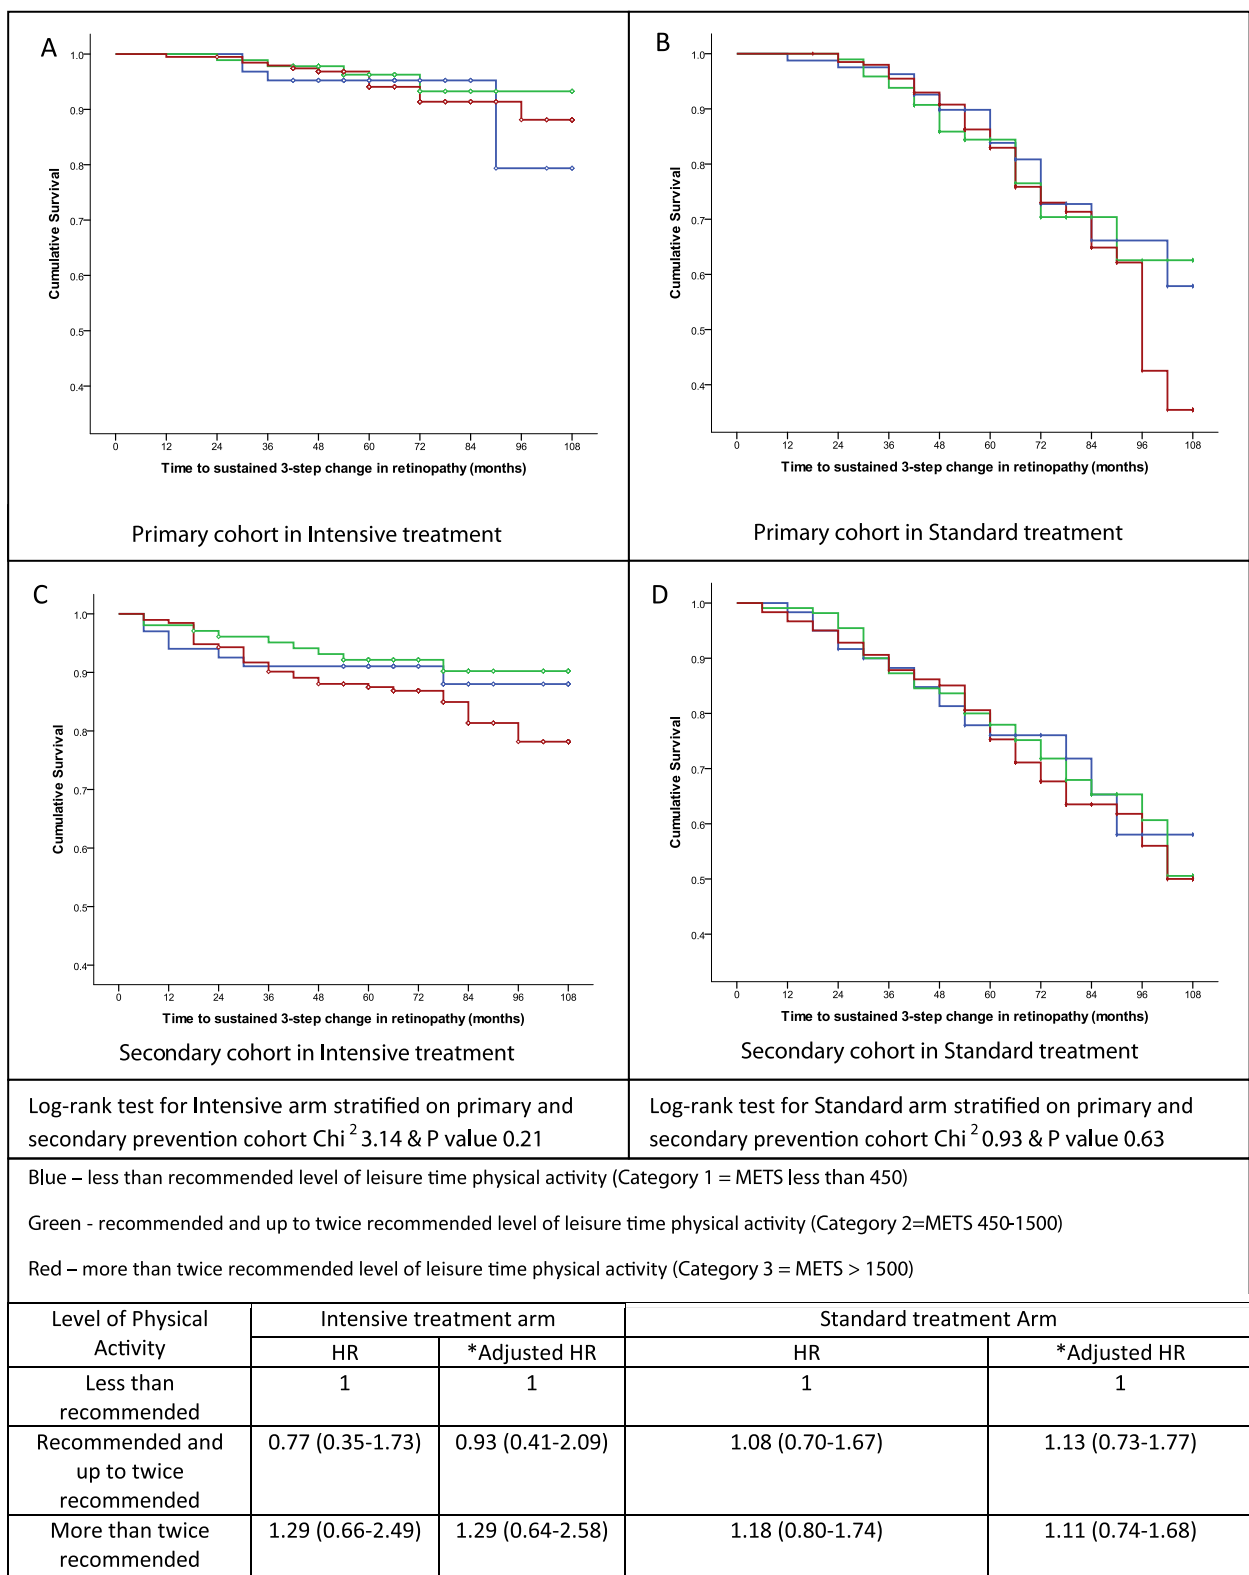 A
1.0
0.9
0.8
0.7
0.6
0.5
0.4
Cumulative Survival
0 12 24 36 48 60 72 84 96 108
Time to sustained 3-step change in retinopathy (months)
Primary cohort in Intensive treatment
B
1.0
0.9
0.8
0.7
0.6
0.5
0.4
Cumulative Survival
0 12 24 36 48 60 72 84 96 108
Time to sustained 3-step change in retinopathy (months)
Primary cohort in Standard treatment
C
1.0
0.9
0.8
0.7
0.6
0.5
0.4
Cumulative Survival
0 12 24 36 48 60 72 84 96 108
Time to sustained 3-step change in retinopathy (months)
Secondary cohort in Intensive treatment
D
1.0
0.9
0.8
0.7
0.6
0.5
0.4
Cumulative Survival
0 12 24 36 48 60 72 84 96 108
Time to sustained 3-step change in retinopathy (months)
Secondary cohort in Standard treatment
Log-rank test for Intensive arm stratified on primary and
secondary prevention cohort Chi ² 3.14 & P value 0.21
Log-rank test for Standard arm stratified on primary and
secondary prevention cohort Chi ² 0.93 & P value 0.63
Blue – less than recommended level of leisure time physical activity (Category 1 = METS less than 450)
Green - recommended and up to twice recommended level of leisure time physical activity (Category 2=METS 450-1500)
Red – more than twice recommended level of leisure time physical activity (Category 3 = METS > 1500)
Level of Physical
Activity
Intensive treatment arm
Standard treatment Arm
HR *Adjusted HR HR *Adjusted HR
Less than
recommended
1 1 1 1
Recommended and
up to twice
recommended
0.77 (0.35-1.73) 0.93 (0.41-2.09) 1.08 (0.70-1.67) 1.13 (0.73-1.77)
More than twice
recommended
1.29 (0.66-2.49) 1.29 (0.64-2.58) 1.18 (0.80-1.74) 1.11 (0.74-1.68)